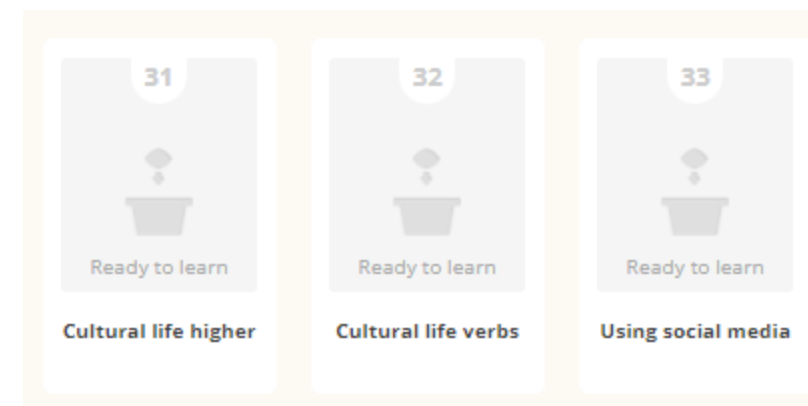 31 32 33
Ready to learn Ready to learn Ready to learn
Cultural life higher Cultural life verbs Using social media